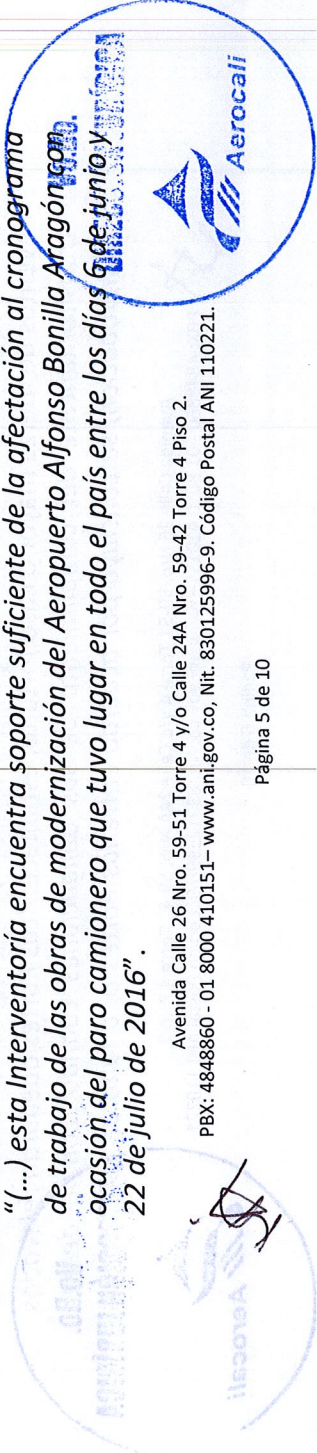 “(...) esta Interventoría encuentra soporte suficiente de la afectación al cronograma
de trabajo de las obras de modernización del Aeropuerto Alfonso Bonilla Aragón con
ocasión del paro camionero que tuvo lugar en todo el país entre los días 6 de junio y
22 de julio de 2016”.
Vo.Bo.
Aerocali
Avenida Calle 26 Nro. 59-51 Torre 4 y/o Calle 24A Nro. 59-42 Torre 4 Piso 2.
PBX: 4848860 - 01 8000 410151– www.ani.gov.co, Nit. 830125996-9. Código Postal ANI 110221.
Página 5 de 10
Aerocali